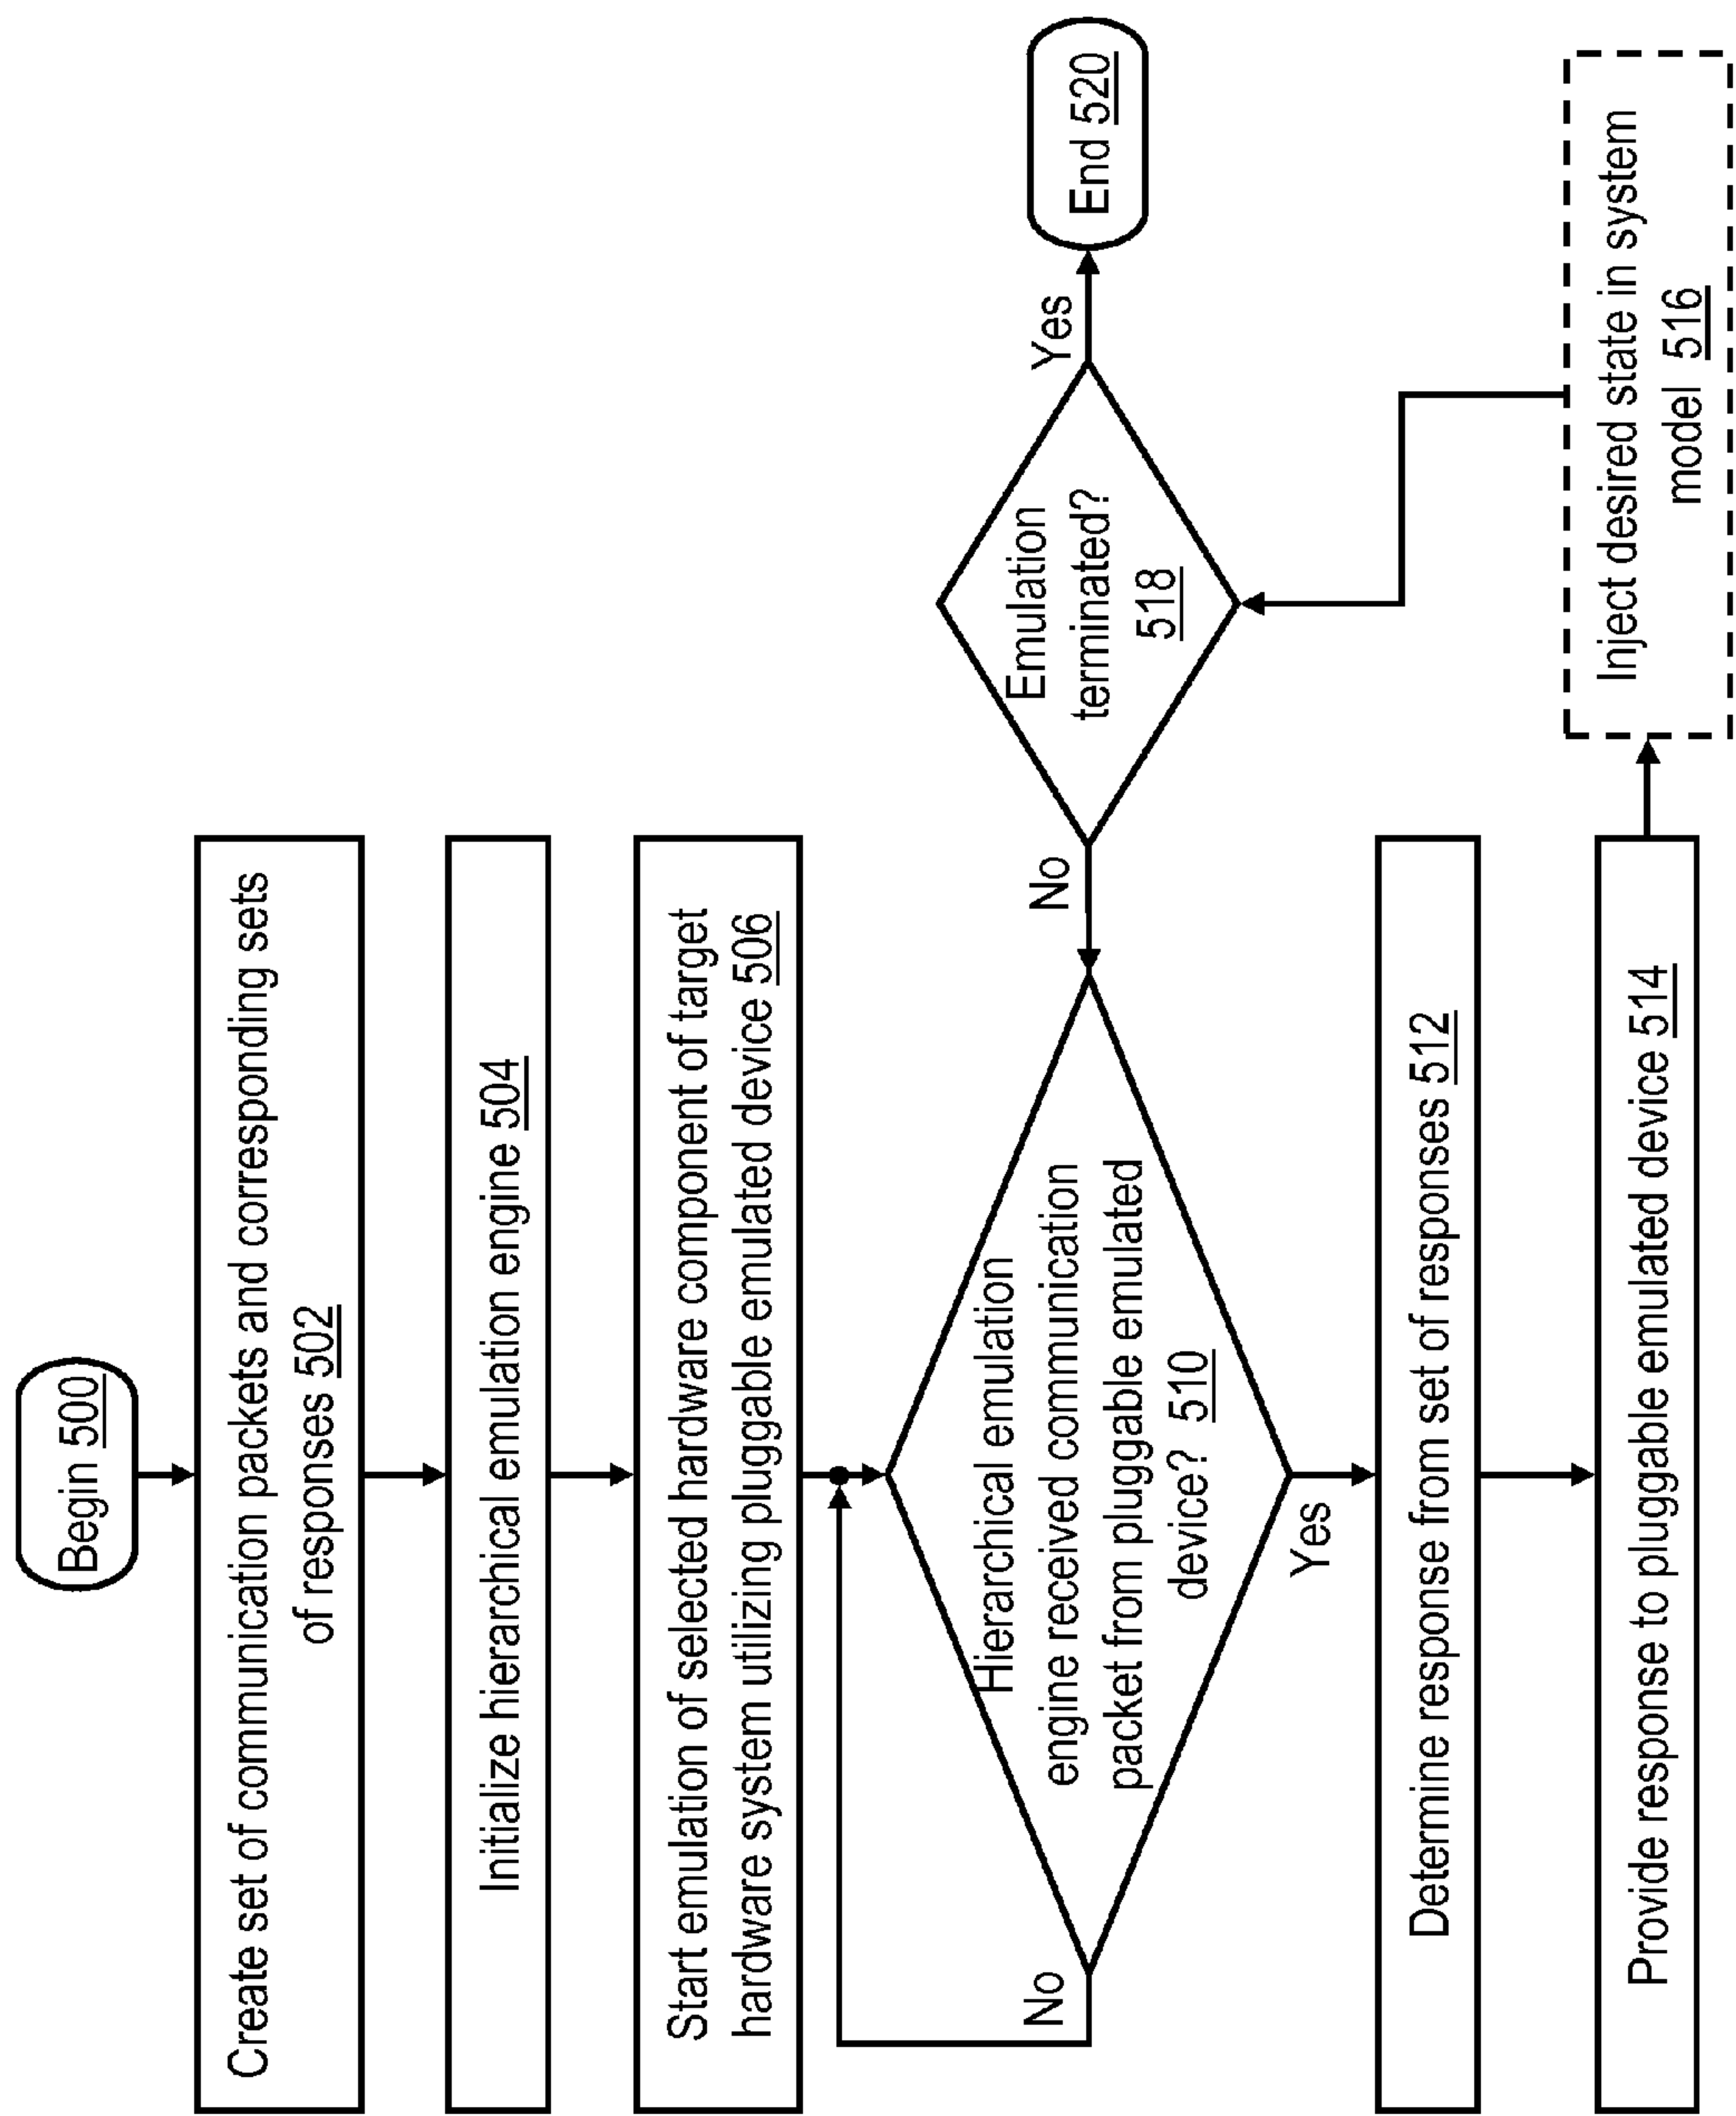 Begin 500
Create set of communication packets and corresponding sets
of responses 502
Initialize hierarchical emulation engine 504
Start emulation of selected hardware component of target
hardware system utilizing pluggable emulated device 506
Hierarchical emulation
engine received communication
packet from pluggable emulated
device? 510
No
Yes
Determine response from set of responses 512
Provide response to pluggable emulated device 514
Inject desired state in system
model 516
Emulation
terminated?
518
No
Yes
End 520